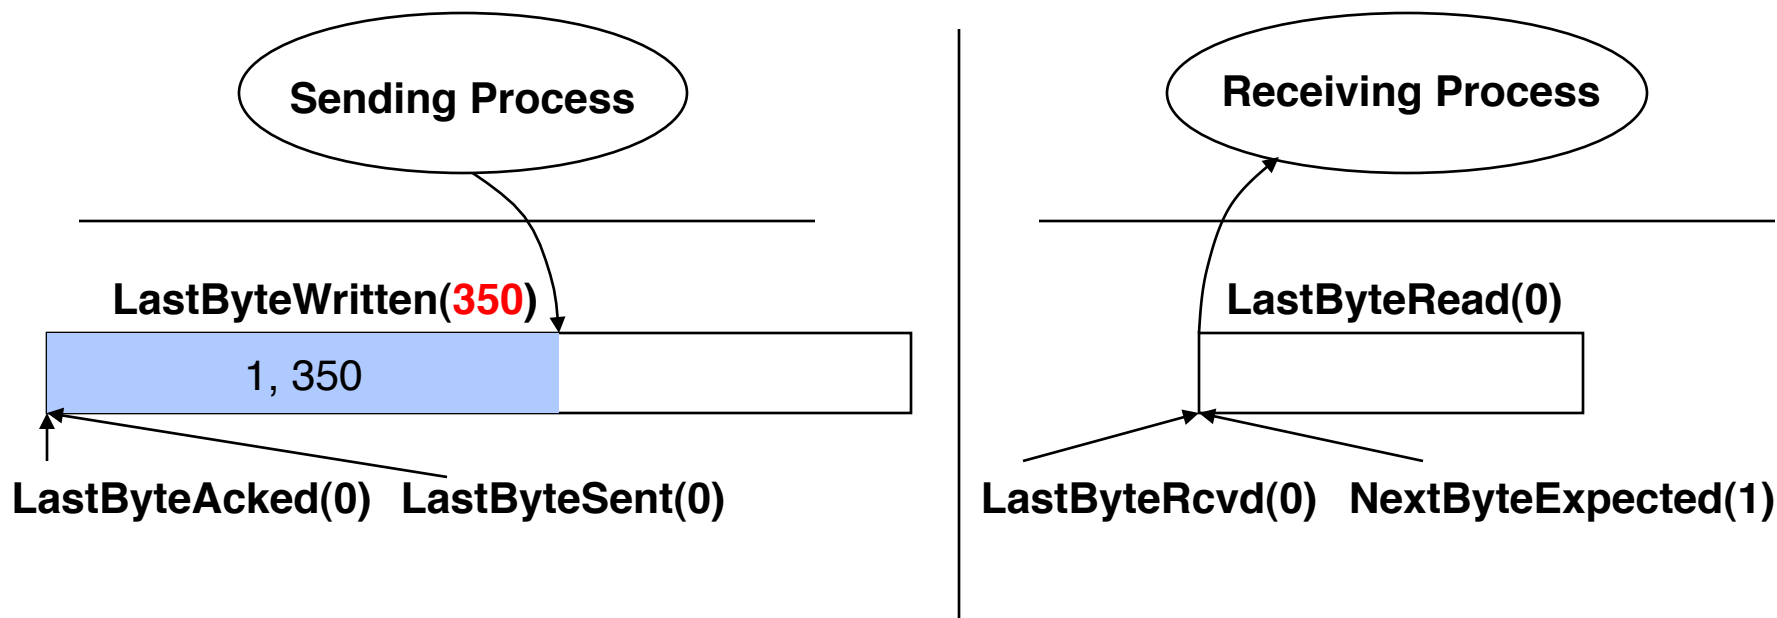 Sending Process
Receiving Process
LastByteWritten(350)
LastByteRead(0)
1, 350
LastByteAcked(0) LastByteSent(0)
LastByteRcvd(0) NextByteExpected(1)